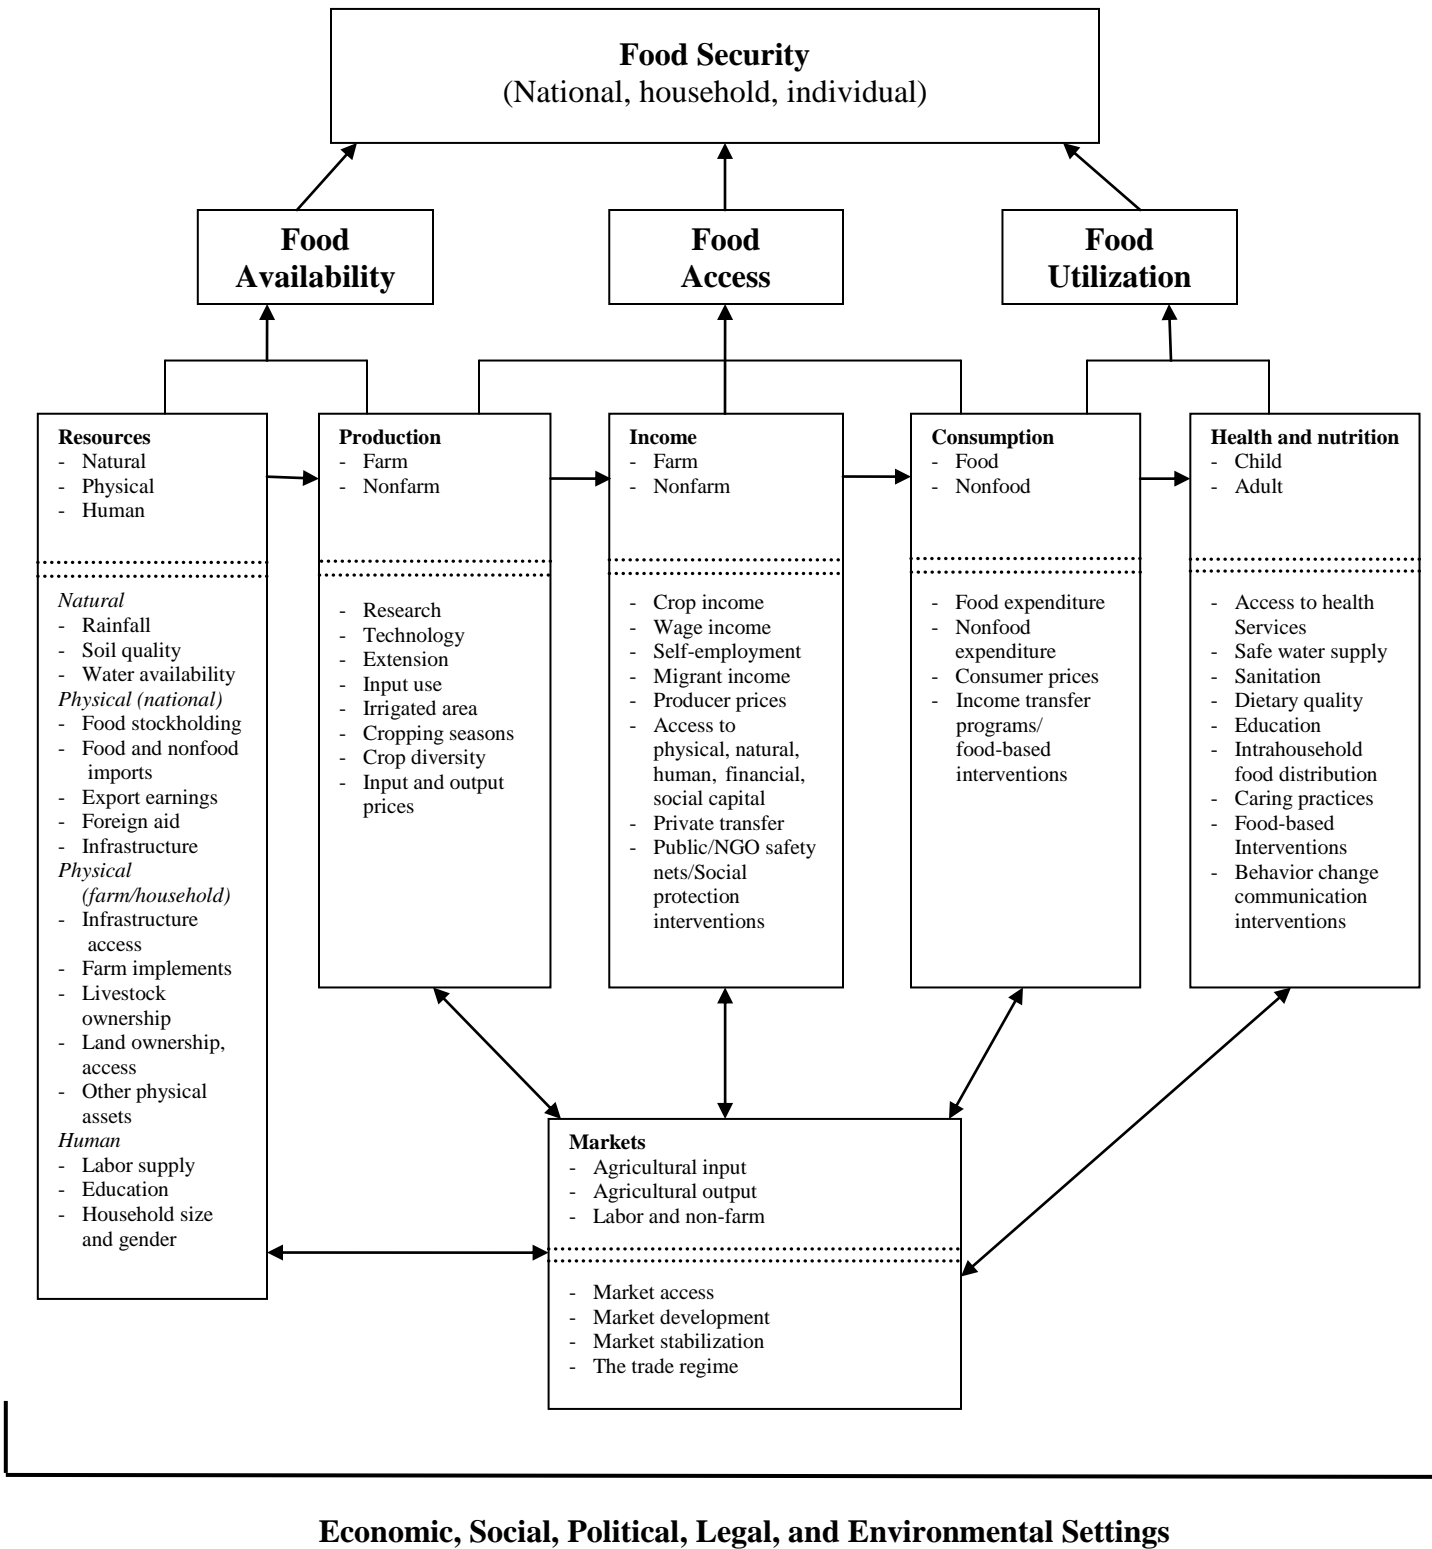 Food Security
(National, household, individual)
Food
Availability
Food
Access
Food
Utilization
Resources
- Natural
- Physical
- Human
Natural
- Rainfall
- Soil quality
- Water availability
Physical (national)
- Food stockholding
- Food and nonfood
imports
- Export earnings
- Foreign aid
- Infrastructure
Physical
(farm/household)
- Infrastructure
access
- Farm implements
- Livestock
ownership
- Land ownership,
access
- Other physical
assets
Human
- Labor supply
- Education
- Household size
and gender
Production
- Farm
- Nonfarm
- Research
- Technology
- Extension
- Input use
- Irrigated area
- Cropping seasons
- Crop diversity
- Input and output
prices
Income
- Farm
- Nonfarm
- Crop income
- Wage income
- Self-employment
- Migrant income
- Producer prices
- Access to
physical, natural,
human, financial,
social capital
- Private transfer
- Public/NGO safety
nets/Social
protection
interventions
Consumption
- Food
- Nonfood
- Food expenditure
- Nonfood
expenditure
- Consumer prices
- Income transfer
programs/
food-based
interventions
Health and nutrition
- Child
- Adult
- Access to health
Services
- Safe water supply
- Sanitation
- Dietary quality
- Education
- Intrahousehold
food distribution
- Caring practices
- Food-based
Interventions
- Behavior change
communication
interventions
Markets
- Agricultural input
- Agricultural output
- Labor and non-farm
- Market access
- Market development
- Market stabilization
- The trade regime
Economic, Social, Political, Legal, and Environmental Settings